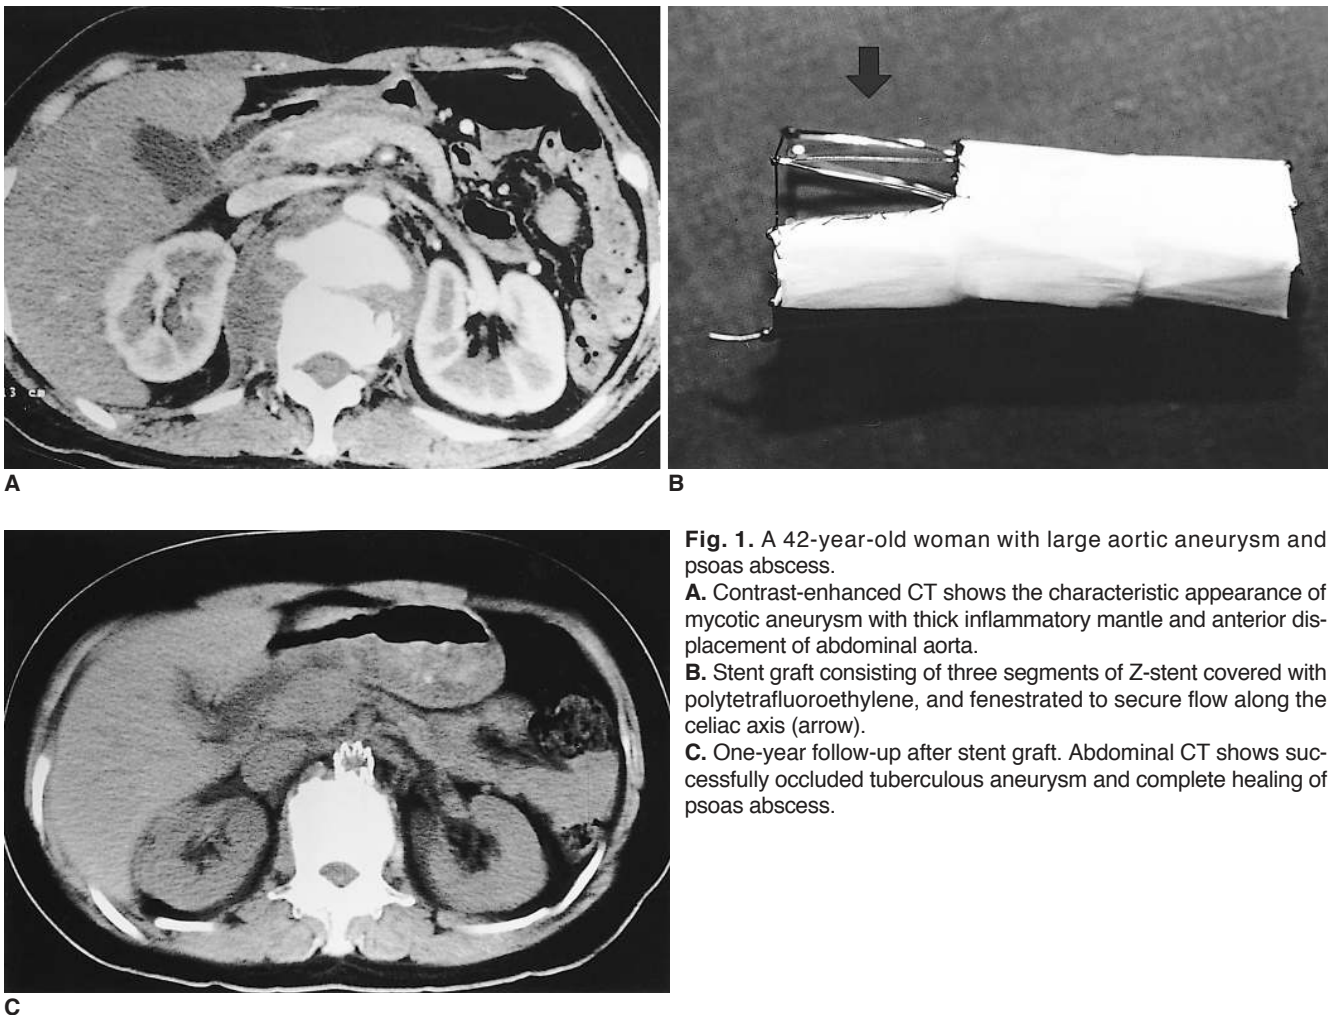 13 cm
A
B
Fig. 1. A 42-year-old woman with large aortic aneurysm and
psoas abscess.
A. Contrast-enhanced CT shows the characteristic appearance of
mycotic aneurysm with thick inflammatory mantle and anterior dis-
placement of abdominal aorta.
B. Stent graft consisting of three segments of Z-stent covered with
polytetrafluoroethylene, and fenestrated to secure flow along the
celiac axis (arrow).
C. One-year follow-up after stent graft. Abdominal CT shows suc-
cessfully occluded tuberculous aneurysm and complete healing of
psoas abscess.
C